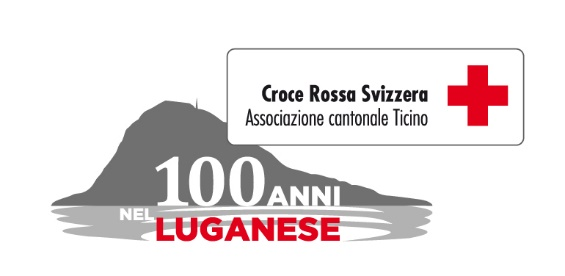 Croce Rossa Svizzera
Associazione cantonale Ticino
100 ANNI
NEL LUGANESE